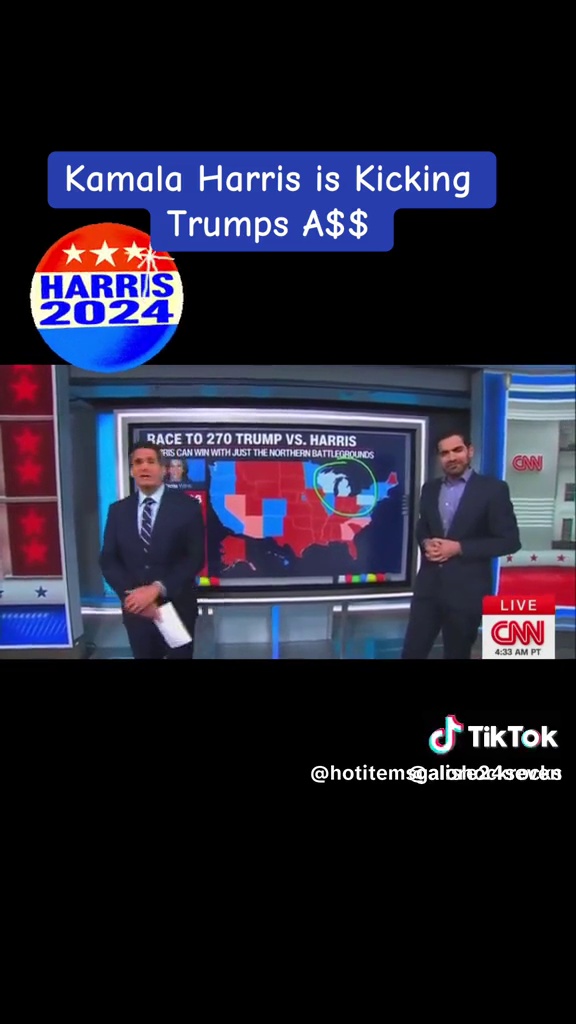 Kamala Harris is Kicking
Trumps A$$
HARRIS
2024
RACE TO 270 TRUMP VS. HARRIS
CAN WIN WITH JUST THE NORTHERN BATTLEGROUNDS
CNN
LIVE
CNN
4:33 AM PT
TikTok